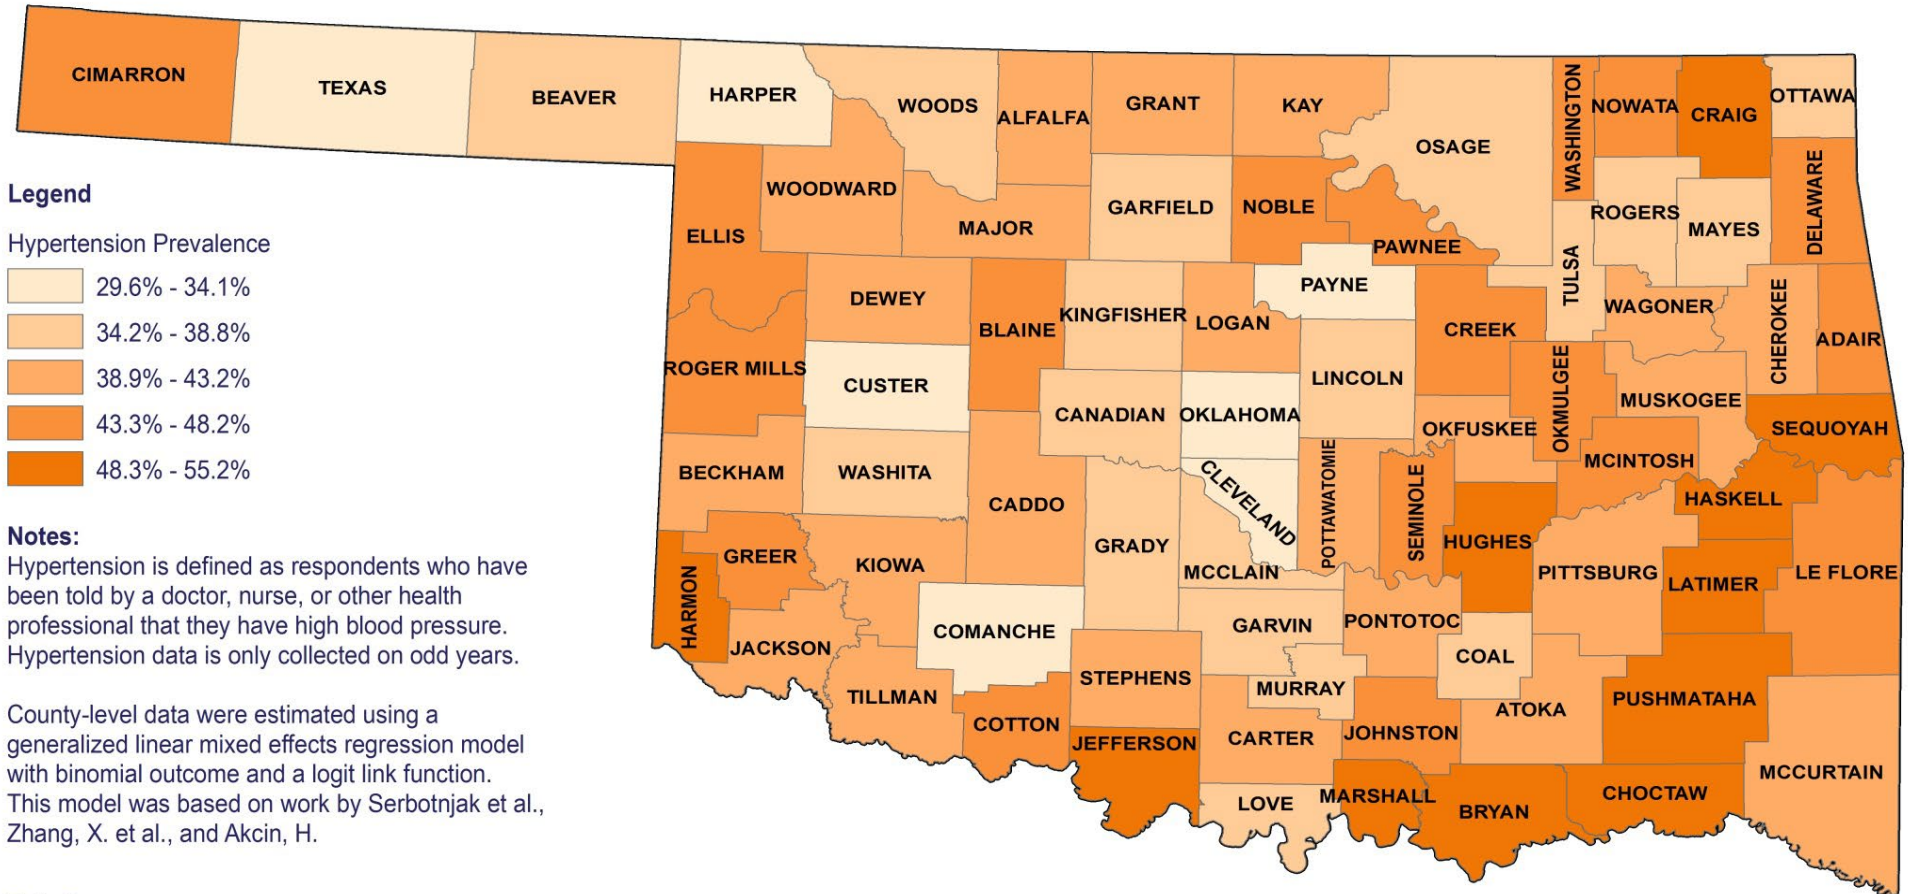 CIMARRON
TEXAS
BEAVER
HARPER
WOODS
ALFALFA
GRANT
KAY
OSAGE
WASHINGTON
NOWATA
CRAIG
OTTAWA
WOODWARD
ELLIS
MAJOR
GARFIELD
NOBLE
PAWNEE
ROGERS
MAYES
DELAWARE
TULSA
Legend
Hypertension Prevalence
29.6% - 34.1%
34.2% - 38.8%
38.9% - 43.2%
43.3% - 48.2%
48.3% - 55.2%
DEWEY
BLAINE
KINGFISHER
LOGAN
PAYNE
CREEK
WAGONER
CHEROKEE
ADAIR
ROGER MILLS
CUSTER
CANADIAN
OKLAHOMA
LINCOLN
OKMULGEE
MUSKOGEE
OKFUSKEE
SEQUOYAH
BECKHAM
WASHITA
CADDO
GRADY
CLEVELAND
POTTAWATOMIE
SEMINOLE
MCINTOSH
HASKELL
HUGHES
PITTSBURG
LATIMER
LE FLORE
GREER
KIOWA
HARMON
JACKSON
COMANCHE
MCCLAIN
GARVIN
PONTOTOC
COAL
TILLMAN
STEPHENS
MURRAY
ATOKA
PUSHMATAHA
COTTON
JEFFERSON
CARTER
JOHNSTON
LOVE
MARSHALL
BRYAN
CHOCTAW
MCCURTAIN
Notes:
Hypertension is defined as respondents who have
been told by a doctor, nurse, or other health
professional that they have high blood pressure.
Hypertension data is only collected on odd years.
County-level data were estimated using a
generalized linear mixed effects regression model
with binomial outcome and a logit link function.
This model was based on work by Serbotnjak et al.,
Zhang, X. et al., and Akcin, H.